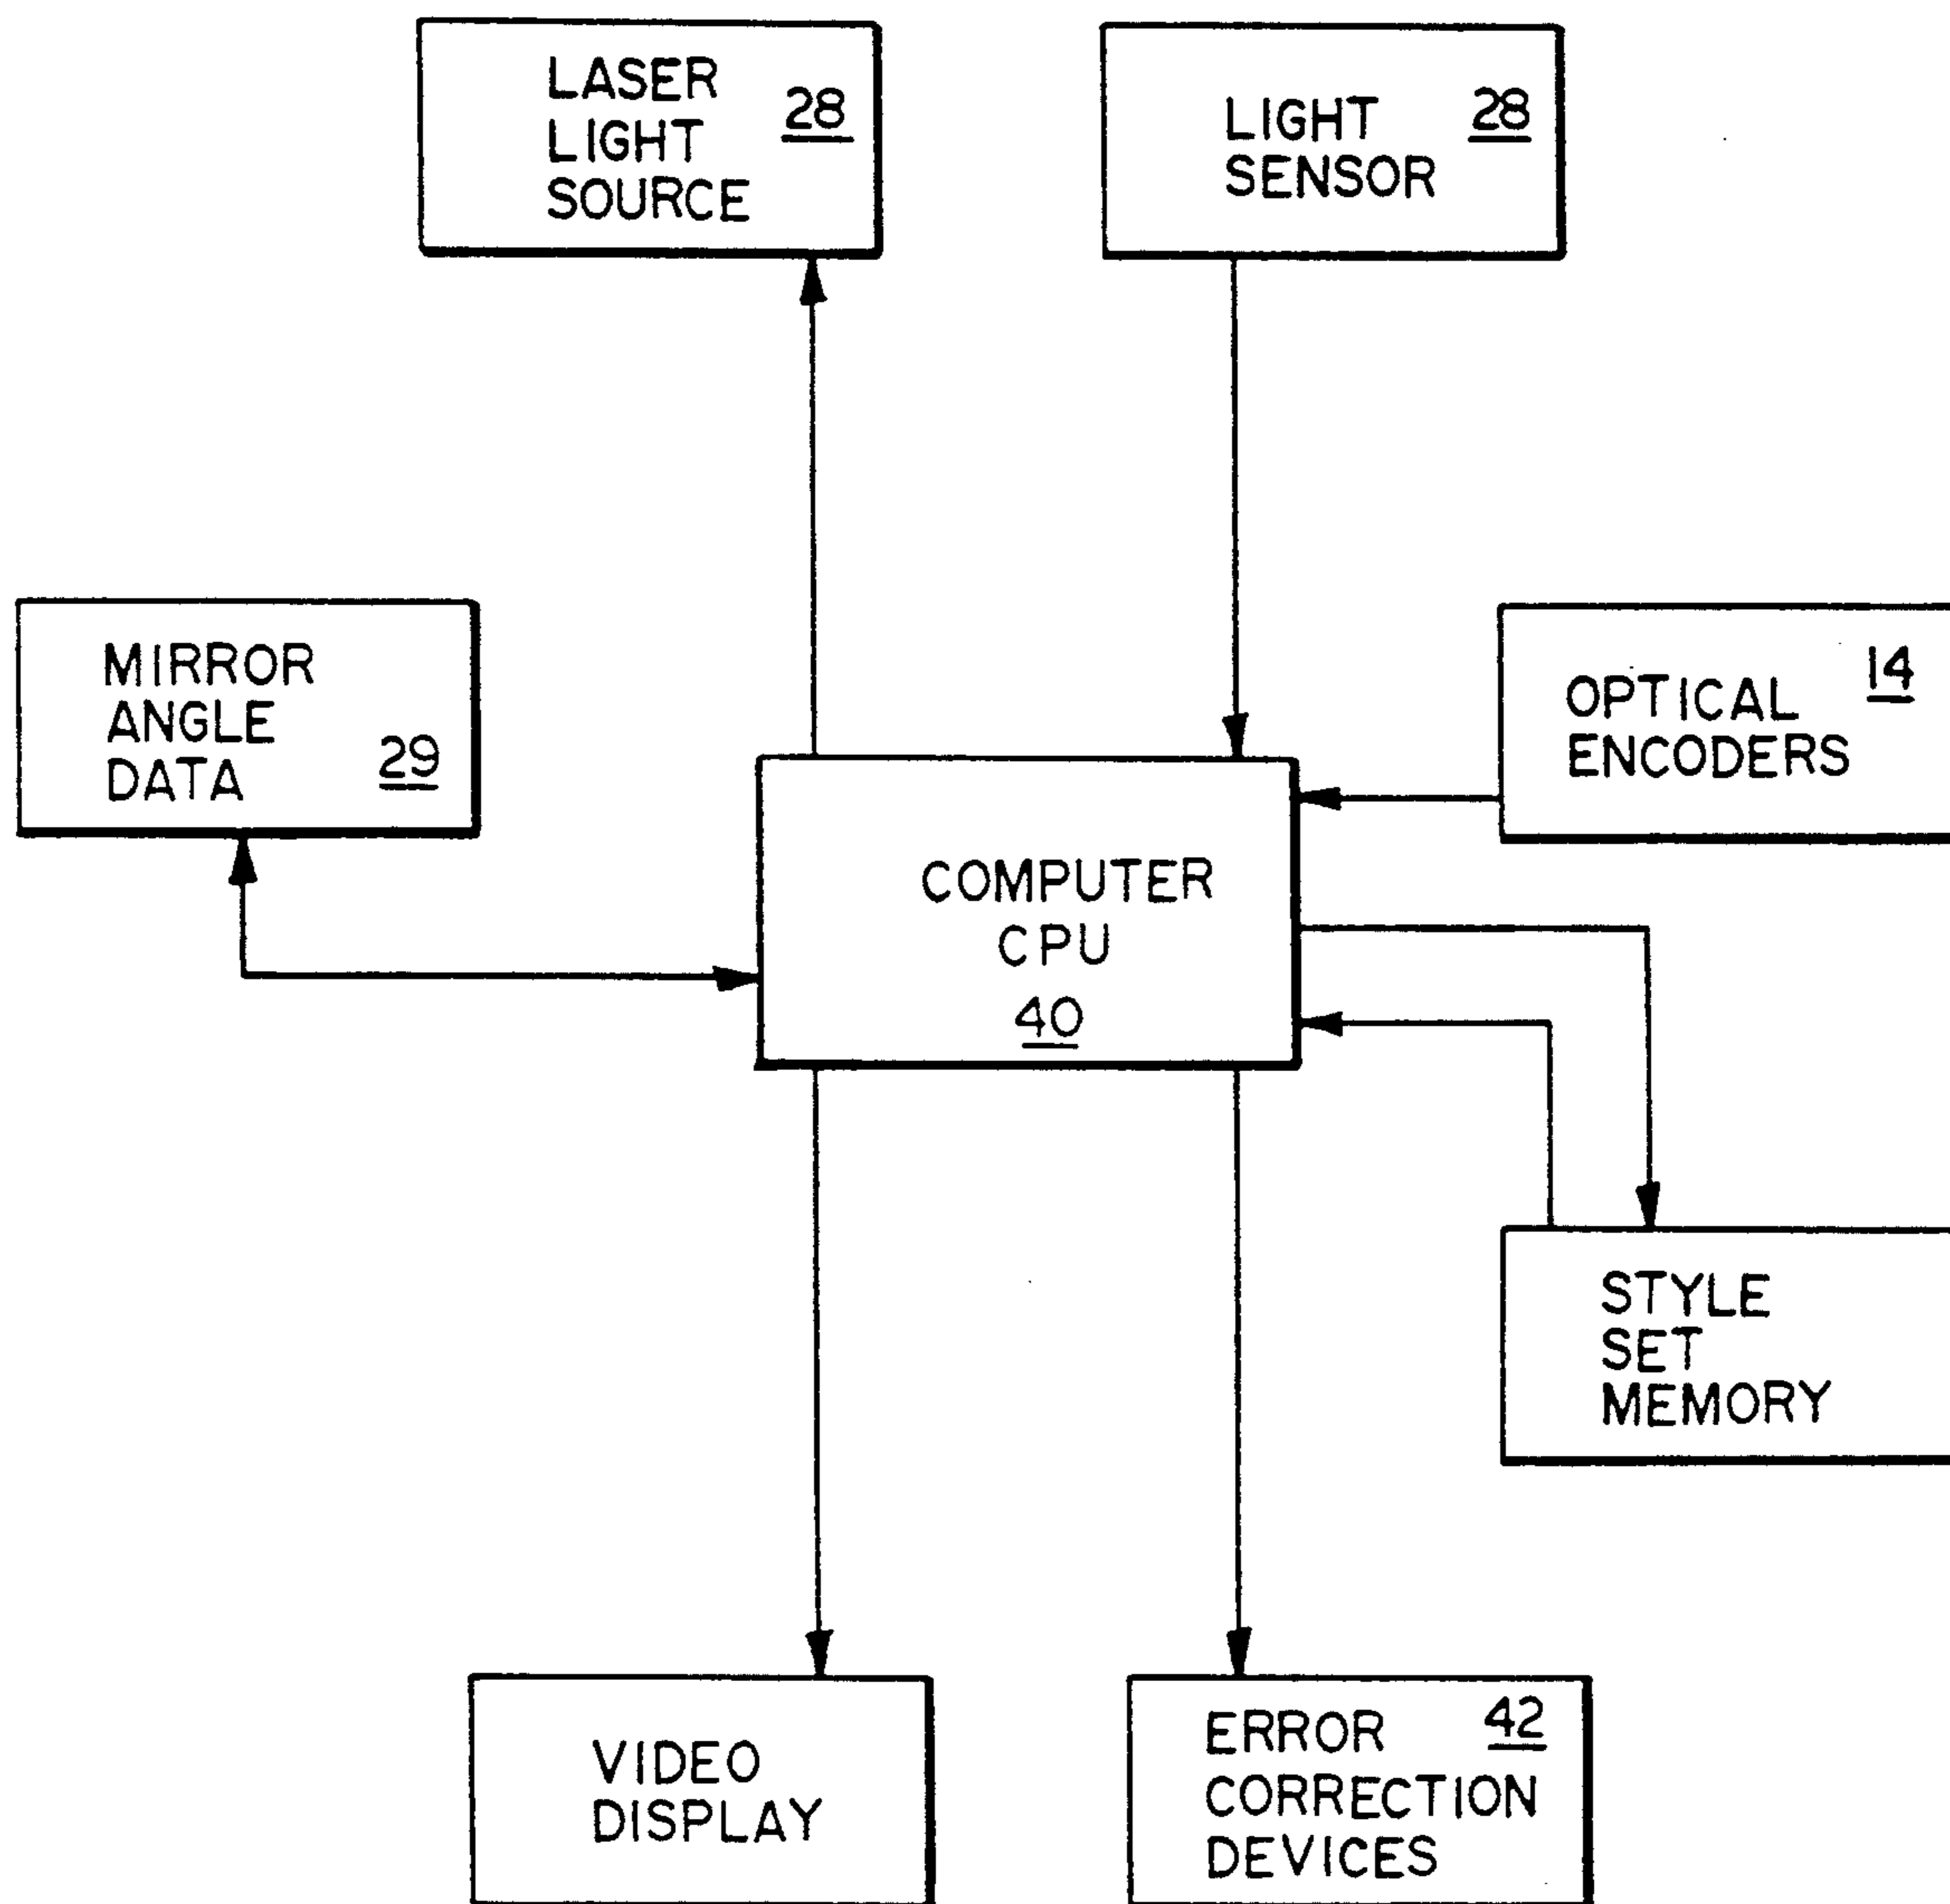 LASER
LIGHT
SOURCE
28
LIGHT
SENSOR
28
MIRROR
ANGLE
DATA
29
OPTICAL
ENCODERS
14
COMPUTER
CPU
40
STYLE
SET
MEMORY
VIDEO
DISPLAY
ERROR
CORRECTION
DEVICES
42